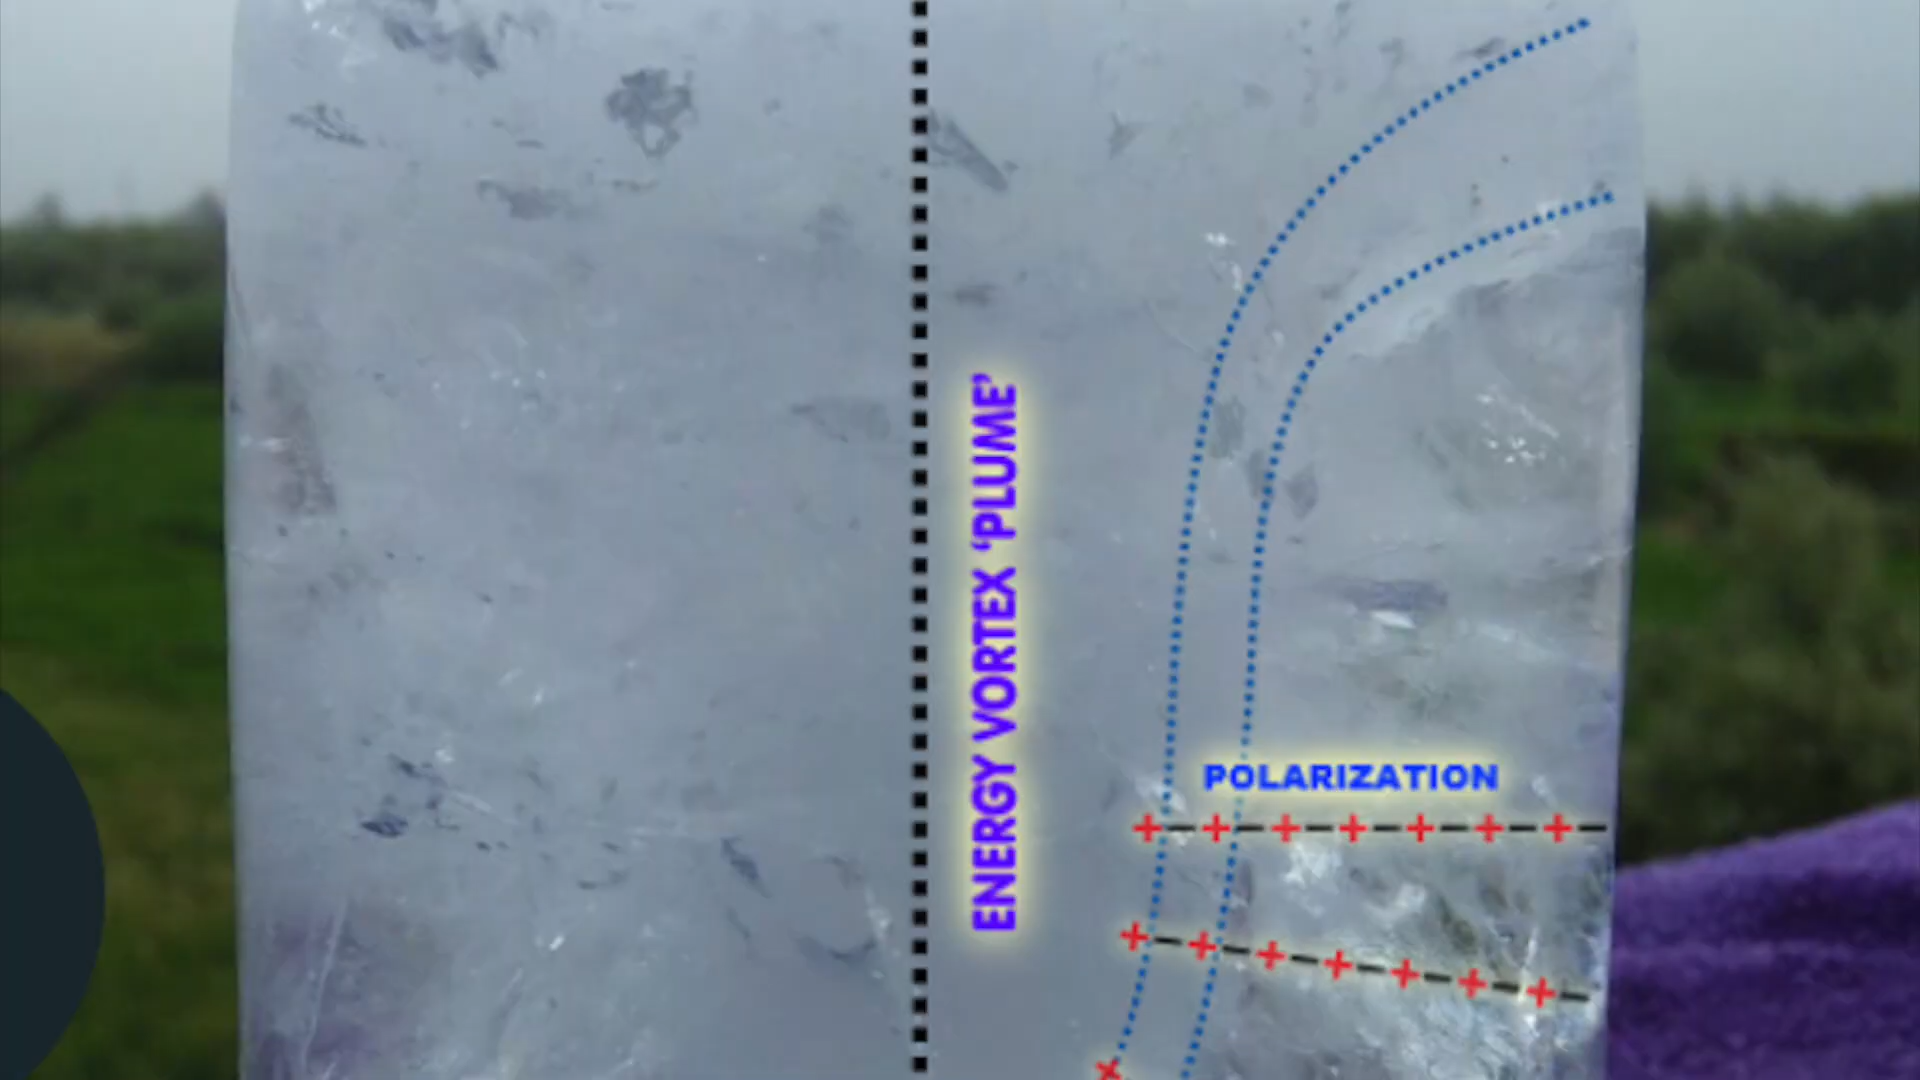 ENERGY VORTEX ‘PLUME’
POLARIZATION
+ – + – + – + – + – + – + –
+ – + – + – + – + – + – + –